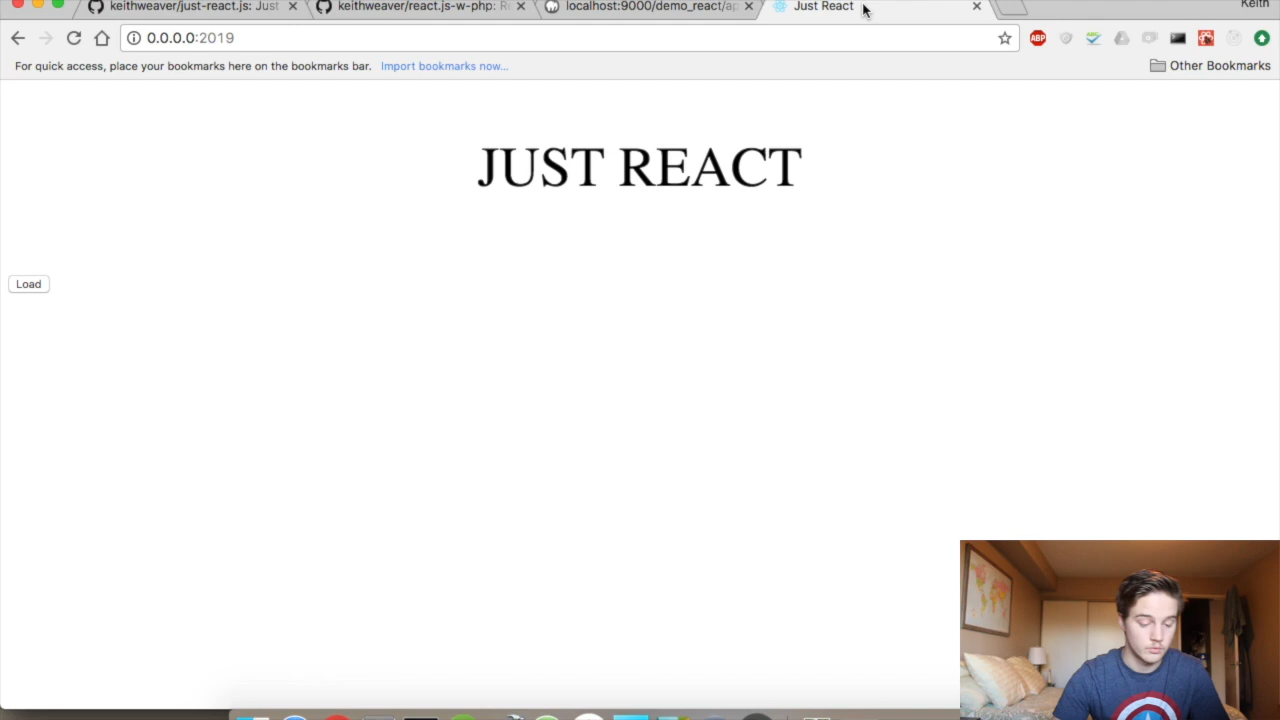 keithweaver/just-react.js: Just
keithweaver/react.js-w-php: R
localhost:9000/demo_react/ap
Just React
Keith
0.0.0.0:2019
ABP
For quick access, place your bookmarks here on the bookmarks bar. Import bookmarks now...
Other Bookmarks
JUST REACT
Load